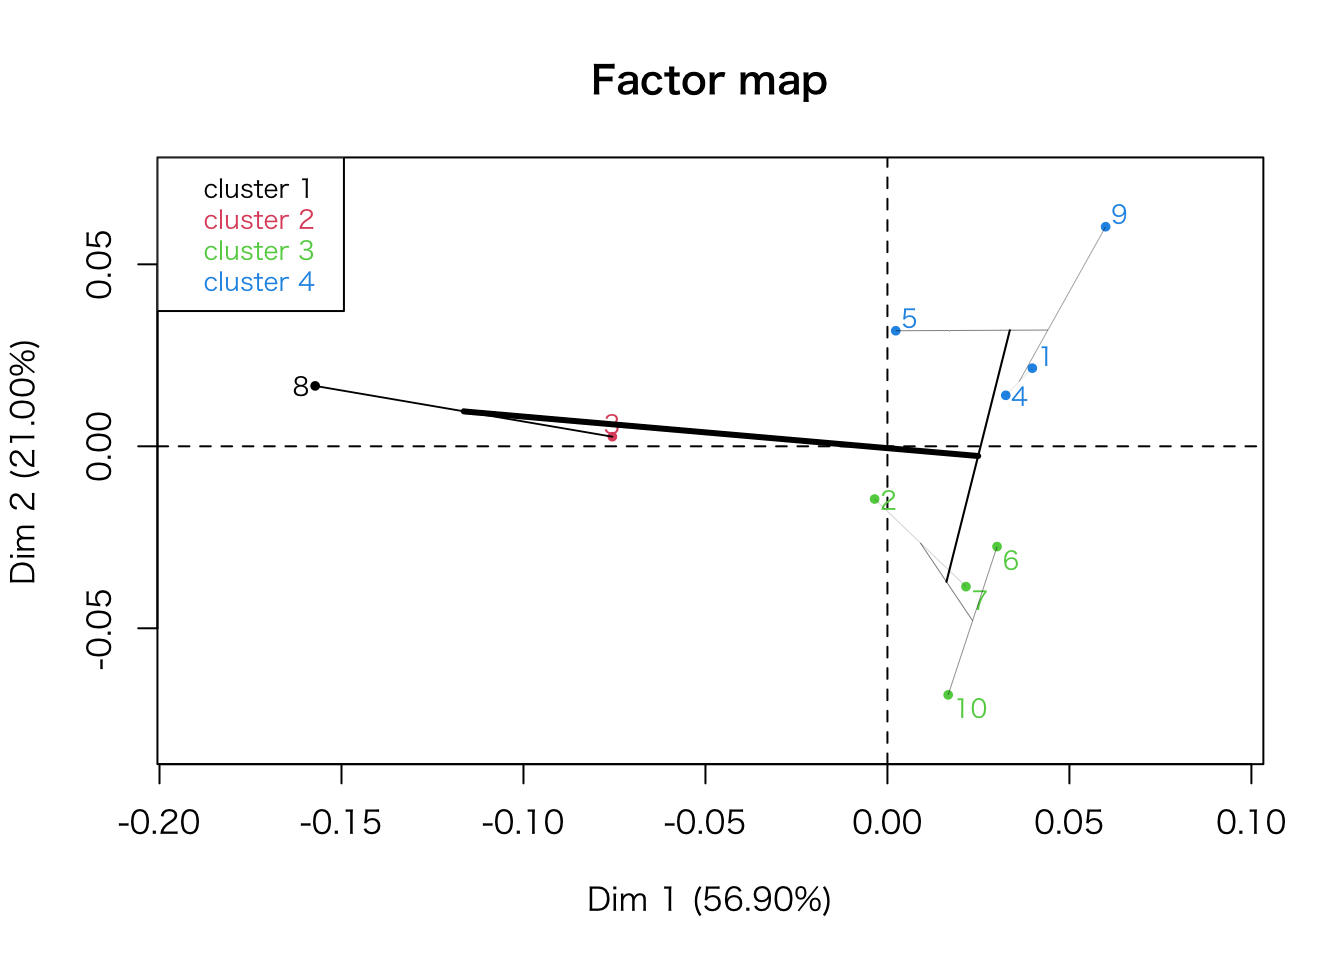 Factor map
cluster 1
cluster 2
cluster 3
cluster 4
9
5
1
4
8
3
2
6
7
10
0.05
0.00
-0.05
Dim 2 (21.00%)
-0.20 -0.15 -0.10 -0.05 0.00 0.05 0.10
Dim 1 (56.90%)